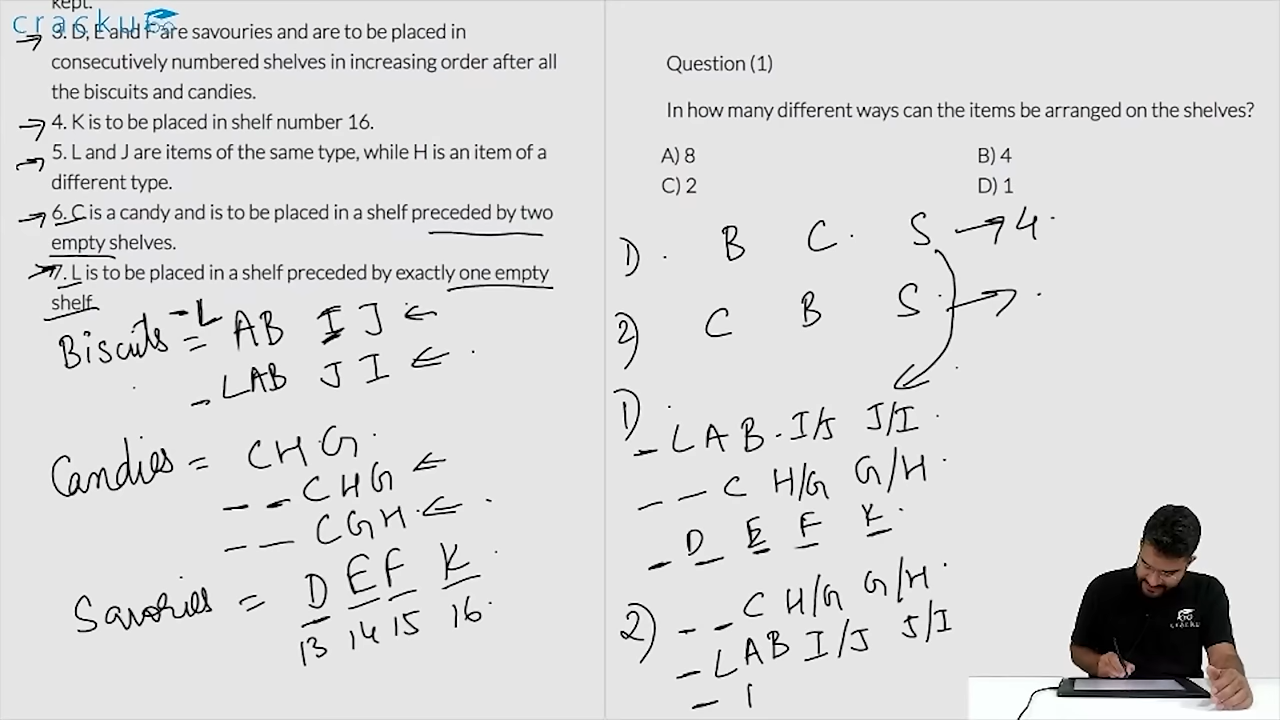 kept.
cracku
3. D, E and F are savouries and are to be placed in
consecutively numbered shelves in increasing order after all
the biscuits and candies.
4. K is to be placed in shelf number 16.
5. L and J are items of the same type, while H is an item of a
different type.
6. C is a candy and is to be placed in a shelf preceded by two
empty shelves.
7. L is to be placed in a shelf preceded by exactly one empty
shelf.
Biscuits = - L A B I J ←
- L A B J I ←
Candies = C H G
_ _ C H G ←
_ _ C G H ←
Savories = D E F K
13 14 15 16
Question (1)
In how many different ways can the items be arranged on the shelves?
A) 8
B) 4
C) 2
D) 1
1) B C S → 4
2) C B S →
1)
- L A B - I/J J/I
_ _ C H/G G/H
_ D E F K
2) _ _ C H/G G/H
- L A B I/J J/I
-
cracku